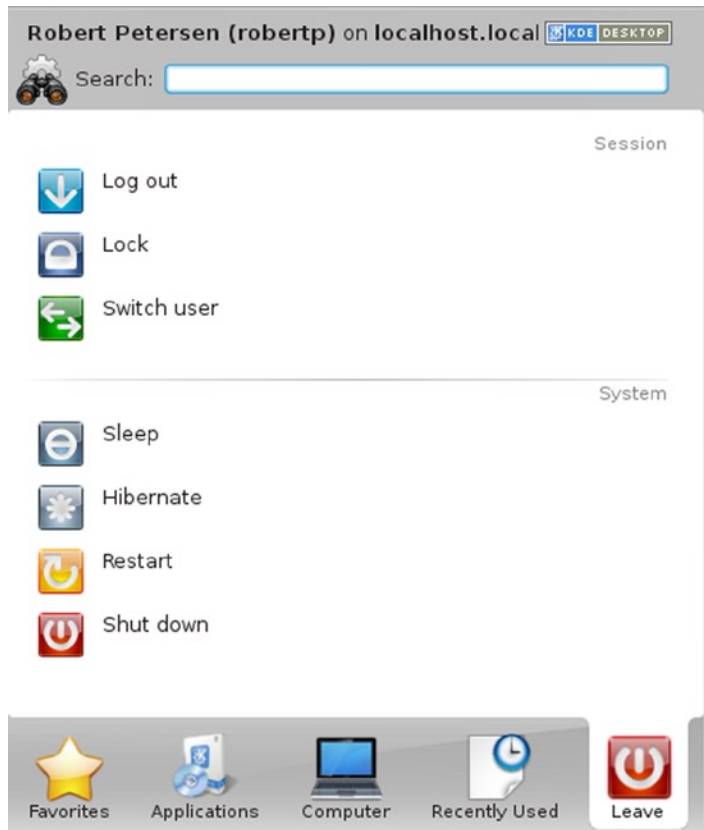 Robert Petersen (robertp) on localhost.local KDE DESKTOP
Search:
Session
Log out
Lock
Switch user
System
Sleep
Hibernate
Restart
Shut down
Favorites Applications Computer Recently Used Leave